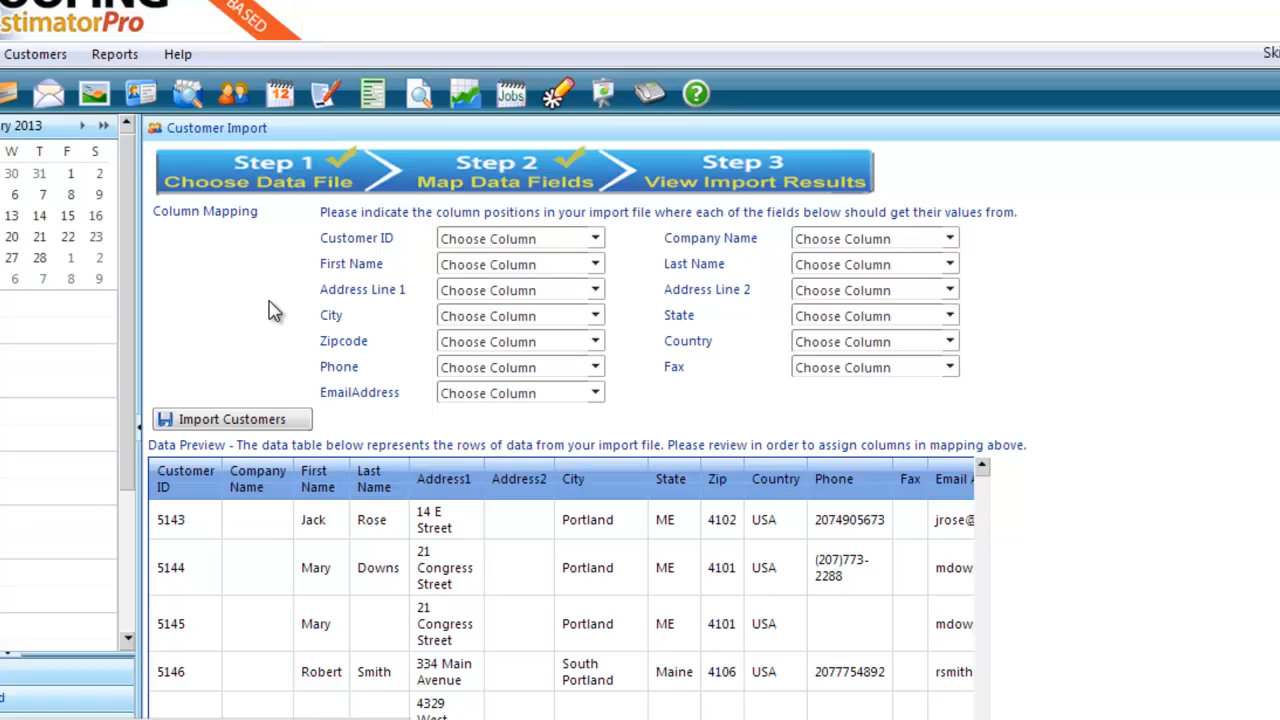 stimatorPro
BASED
Customers Reports Help
12
Jobs
ry 2013
W T F S
30 31 1 2
6 7 8 9
13 14 15 16
20 21 22 23
27 28 1 2
6 7 8 9
Customer Import
Step 1 Step 2 Step 3
Choose Data File Map Data Fields View Import Results
Column Mapping Please indicate the column positions in your import file where each of the fields below should get their values from.
Customer ID Choose Column Company Name Choose Column
First Name Choose Column Last Name Choose Column
Address Line 1 Choose Column Address Line 2 Choose Column
City Choose Column State Choose Column
Zipcode Choose Column Country Choose Column
Phone Choose Column Fax Choose Column
EmailAddress Choose Column
Import Customers
Data Preview - The data table below represents the rows of data from your import file. Please review in order to assign columns in mapping above.
Customer ID Company Name First Name Last Name Address1 Address2 City State Zip Country Phone Fax Email A
5143 Jack Rose 14 E Street Portland ME 4102 USA 2074905673 jrose@
5144 Mary Downs 21 Congress Street Portland ME 4101 USA (207)773-2288 mdow
5145 Mary 21 Congress Street Portland ME 4101 USA mdow
5146 Robert Smith 334 Main Avenue South Portland Maine 4106 USA 2077754892 rsmith
4329